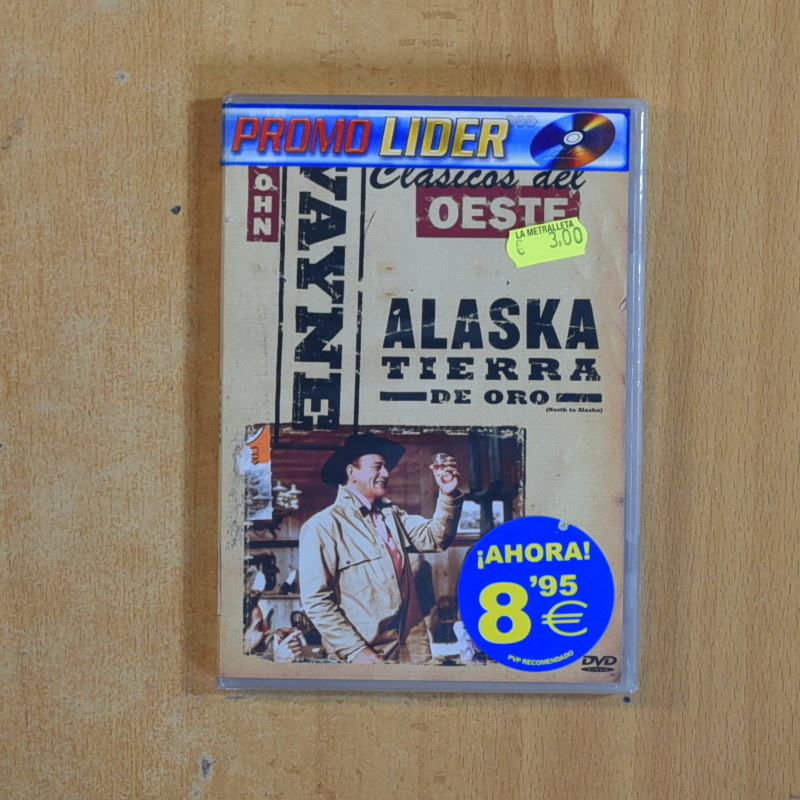 PROMO LIDER
JOHN
WAYNE
Clásicos del
OESTE
LA METRALLETA
€ 3,00
ALASKA
TIERRA
DE ORO
(North to Alaska)
¡AHORA!
8'95
€
PVP RECOMENDADO
DVD